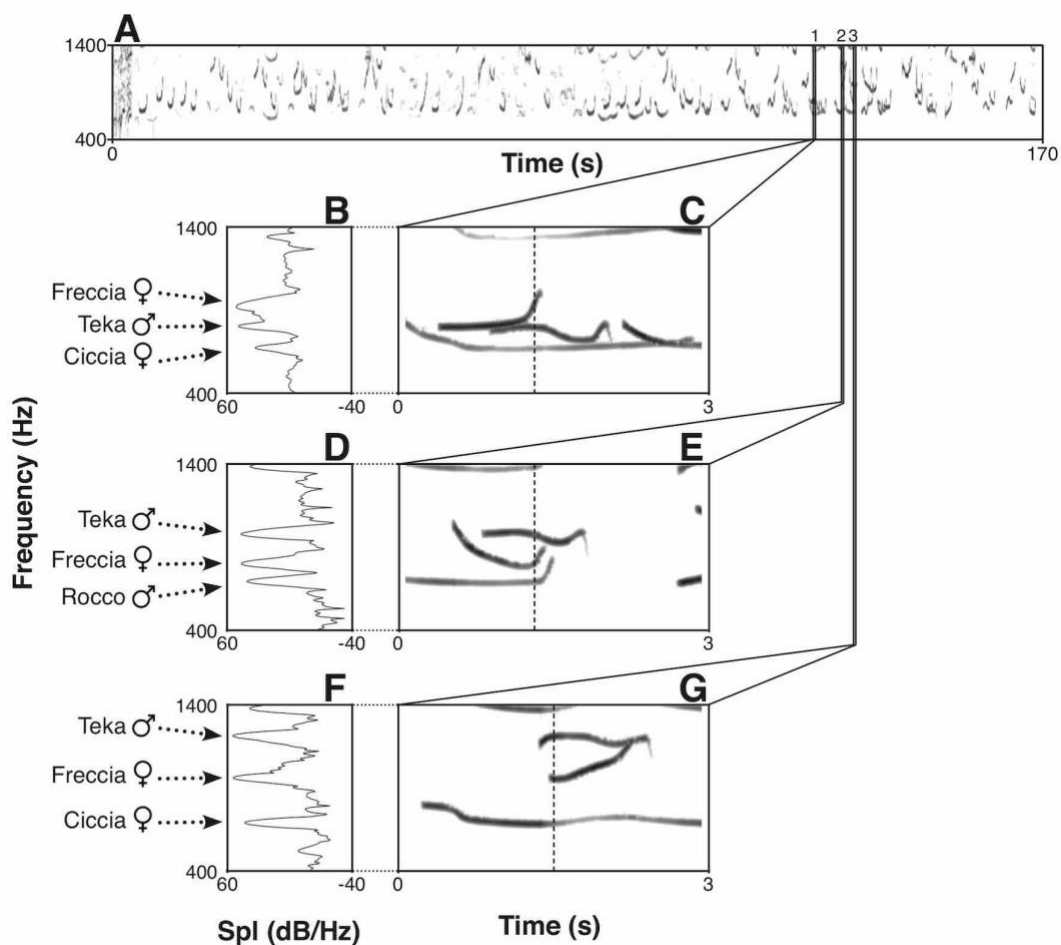 A
1400
1 2 3
400
0
Time (s)
170
B
C
1400
Freccia ♀
Teka ♂
Ciccia ♀
400
60 -40 0 3
D
E
1400
Teka ♂
Freccia ♀
Rocco ♂
400
60 -40 0 3
F
G
1400
Teka ♂
Freccia ♀
Ciccia ♀
400
60 -40 0 3
Frequency (Hz)
Spl (dB/Hz)
Time (s)